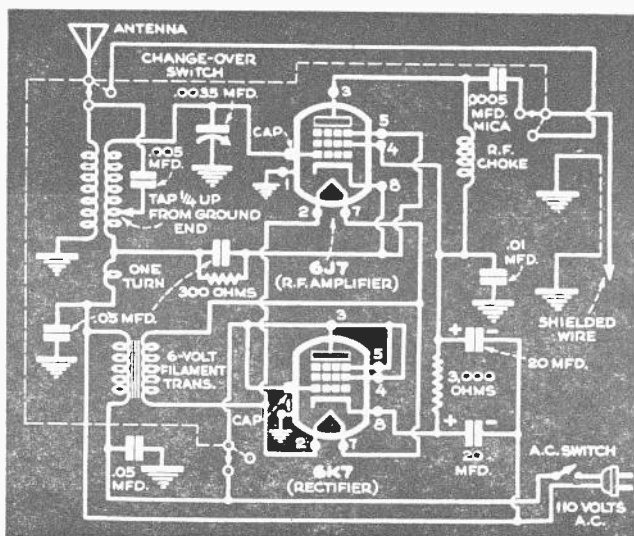 ANTENNA
CHANGE-OVER
SWITCH
.0035
MFD.
CAP
.005
MFD.
TAP 1/4 UP
FROM GROUND
END
ONE
TURN
300 OHMS
.05 MFD.
6-VOLT
FILAMENT
TRANS.
CAP
.05
MFD.
3
5
4
8
1
2
7
6J7
(R.F. AMPLIFIER)
3
5
4
8
1
2
7
6K7
(RECTIFIER)
.0005
MFD.
MICA
R.F.
CHOKE
.01
MFD.
SHIELDED
WIRE
+ -
20 MFD.
3,000
OHMS
+ -
20
MFD.
A.C. SWITCH
110 VOLTS
A.C.